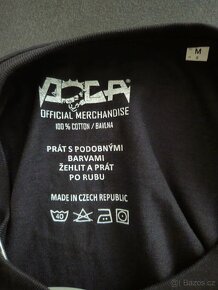 DOGA
OFFICIAL MERCHANDISE
100 % COTTON / BAVLNA
PRÁT S PODOBNÝMI
BARVAMI
ŽEHLIT A PRÁT
PO RUBU
MADE IN CZECH REPUBLIC
40
M
Bazos.cz